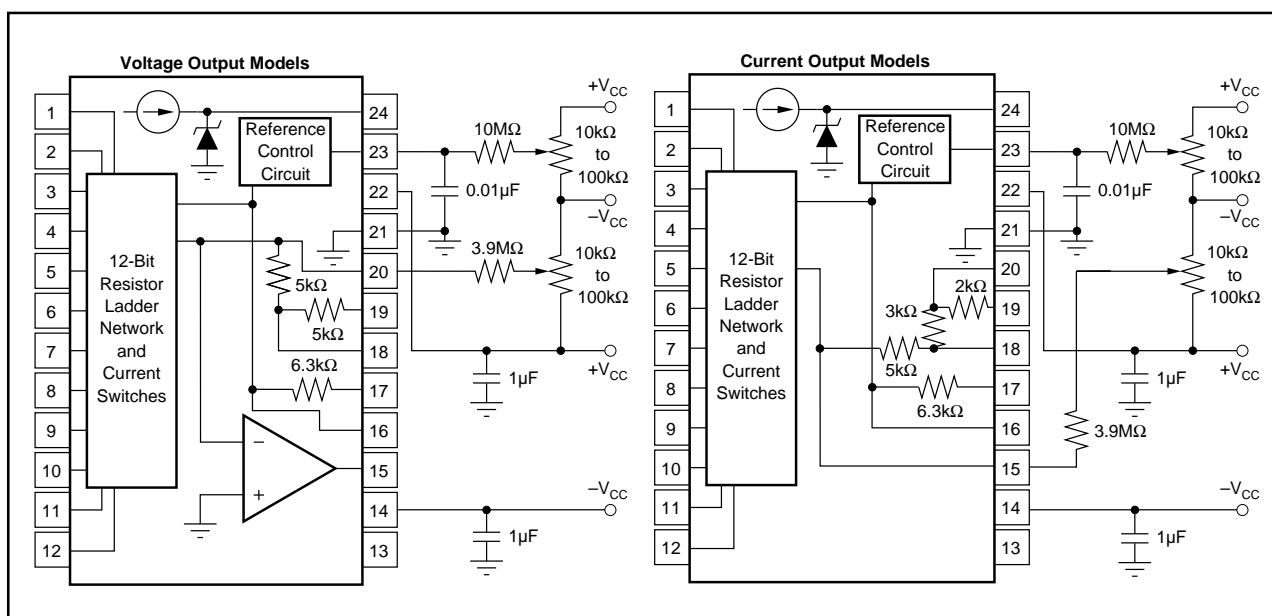 Voltage Output Models
1
2
3
4
5
6
7
8
9
10
11
12
12-Bit
Resistor
Ladder
Network
and
Current
Switches
Reference
Control
Circuit
5kΩ
5kΩ
6.3kΩ
–
+
24
23
22
21
20
19
18
17
16
15
14
13
10MΩ
0.01µF
3.9MΩ
1µF
1µF
+VCC
10kΩ
to
100kΩ
–VCC
10kΩ
to
100kΩ
+VCC
–VCC
Current Output Models
1
2
3
4
5
6
7
8
9
10
11
12
12-Bit
Resistor
Ladder
Network
and
Current
Switches
Reference
Control
Circuit
2kΩ
3kΩ
5kΩ
6.3kΩ
24
23
22
21
20
19
18
17
16
15
14
13
10MΩ
0.01µF
3.9MΩ
1µF
1µF
+VCC
10kΩ
to
100kΩ
–VCC
10kΩ
to
100kΩ
+VCC
–VCC